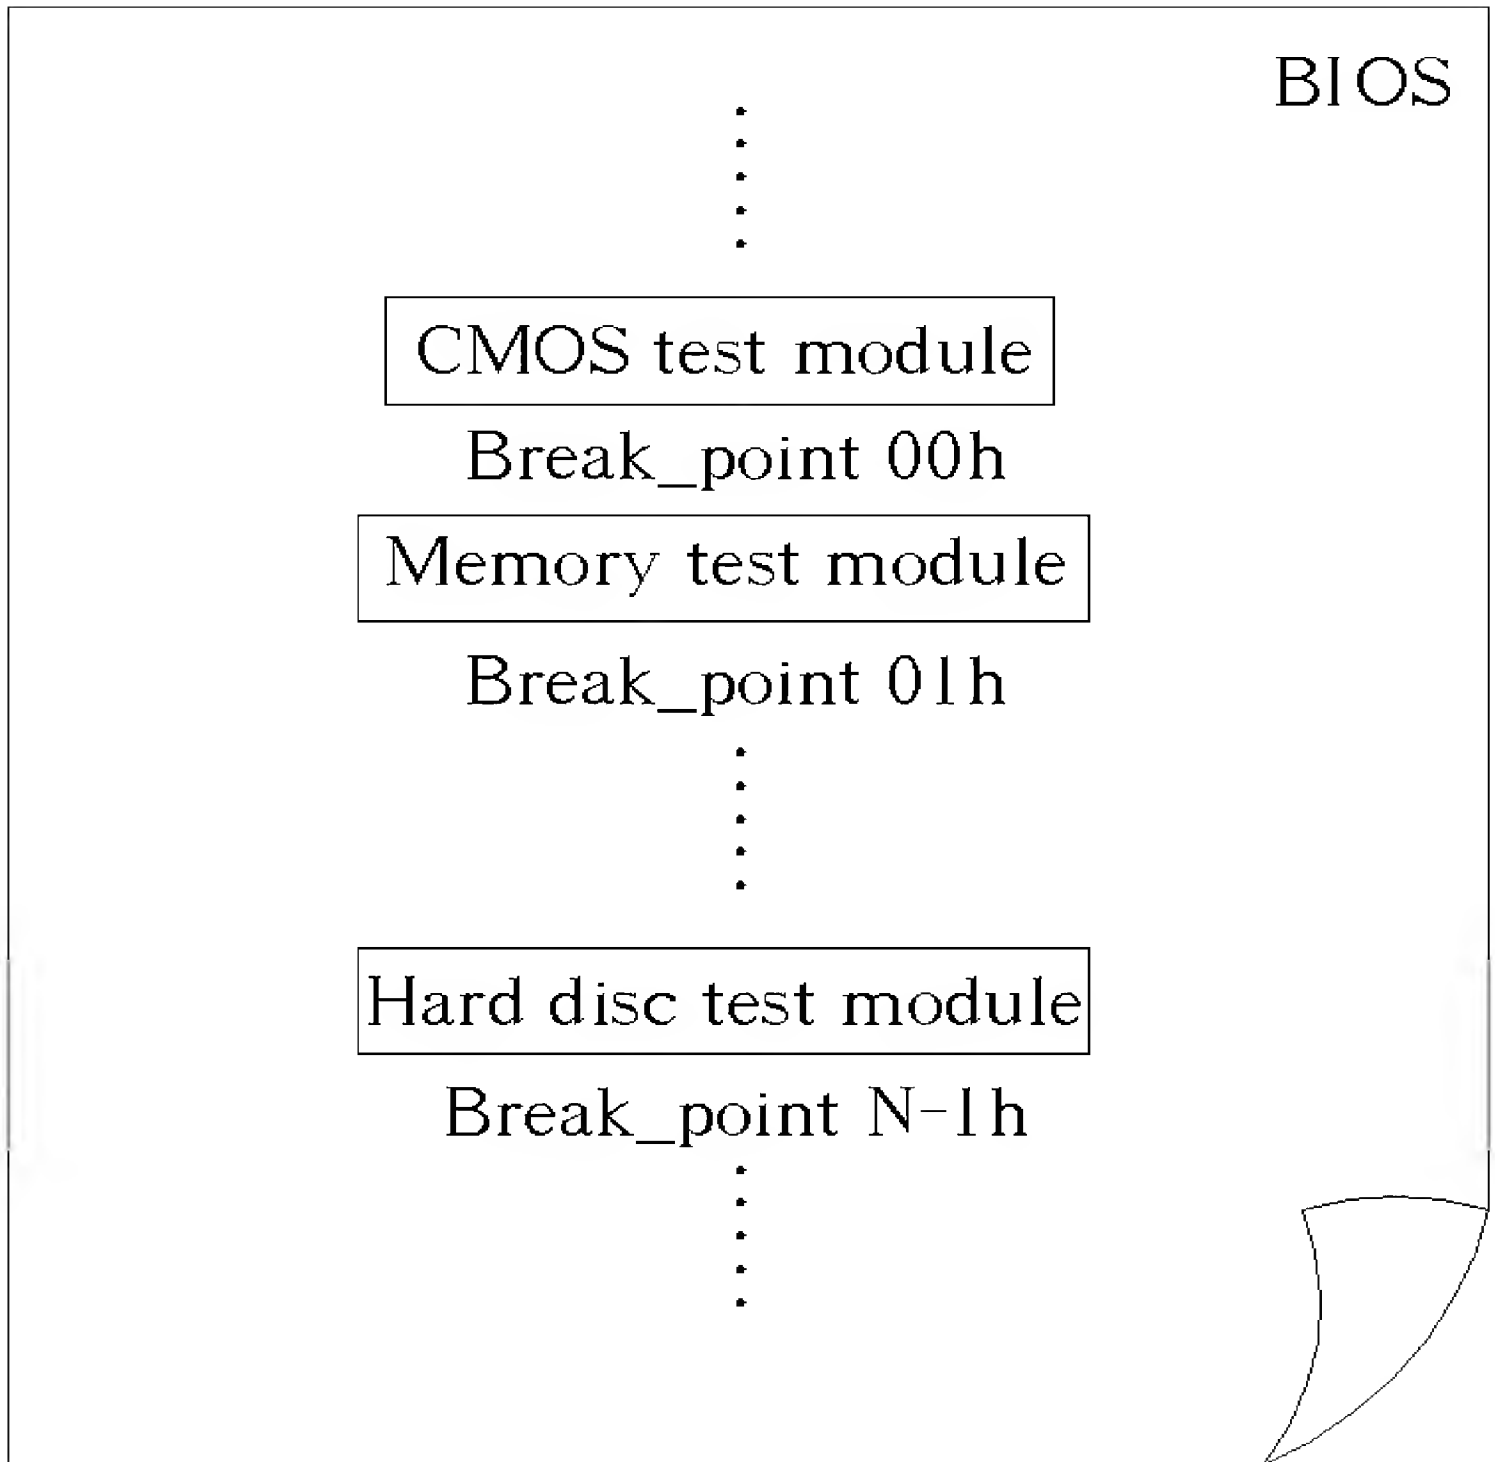 BIOS
CMOS test module
Break_point 00h
Memory test module
Break_point 01h
Hard disc test module
Break_point N-1h